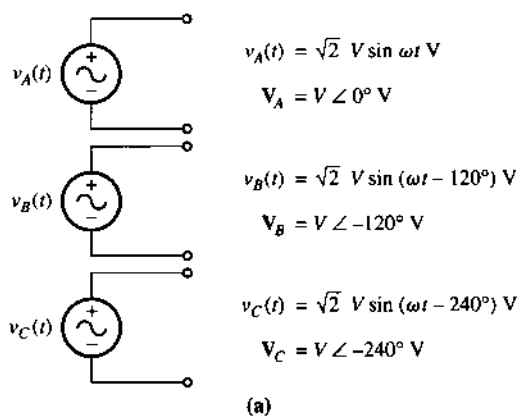 v_A(t)
+
−
v_A(t) = √2 V sin ωt V
V_A = V ∠ 0° V
v_B(t)
+
−
v_B(t) = √2 V sin (ωt – 120°) V
V_B = V ∠ –120° V
v_C(t)
+
−
v_C(t) = √2 V sin (ωt – 240°) V
V_C = V ∠ –240° V
(a)